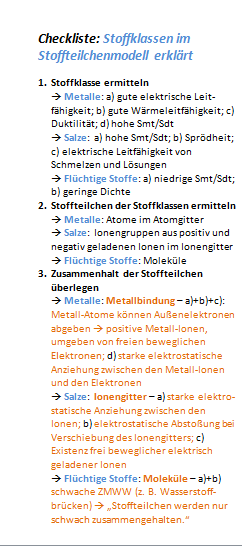 Checkliste: Stoffklassen im
Stoffteilchenmodell erklärt
1. Stoffklasse ermitteln
→ Metalle: a) gute elektrische Leit-
fähigkeit; b) gute Wärmeleitfähigkeit; c)
Duktilität; d) hohe Smt/Sdt
→ Salze: a) hohe Smt/Sdt; b) Sprödheit;
c) elektrische Leitfähigkeit von
Schmelzen und Lösungen
→ Flüchtige Stoffe: a) niedrige Smt/Sdt;
b) geringe Dichte
2. Stoffteilchen der Stoffklassen ermitteln
→ Metalle: Atome im Atomgitter
→ Salze: Ionengruppen aus positiv und
negativ geladenen Ionen im Ionengitter
→ Flüchtige Stoffe: Moleküle
3. Zusammenhalt der Stoffteilchen
überlegen
→ Metalle: Metallbindung – a)+b)+c):
Metall-Atome können Außenelektronen
abgeben → positive Metall-Ionen,
umgeben von freien beweglichen
Elektronen; d) starke elektrostatische
Anziehung zwischen den Metall-Ionen
und den Elektronen
→ Salze: Ionengitter – a) starke elektro-
statische Anziehung zwischen den
Ionen; b) elektrostatische Abstoßung bei
Verschiebung des Ionengitters; c)
Existenz frei beweglicher elektrisch
geladener Ionen
→ Flüchtige Stoffe: Moleküle – a)+b)
schwache ZMWW (z. B. Wasserstoff-
brücken) → „Stoffteilchen werden nur
schwach zusammengehalten.“